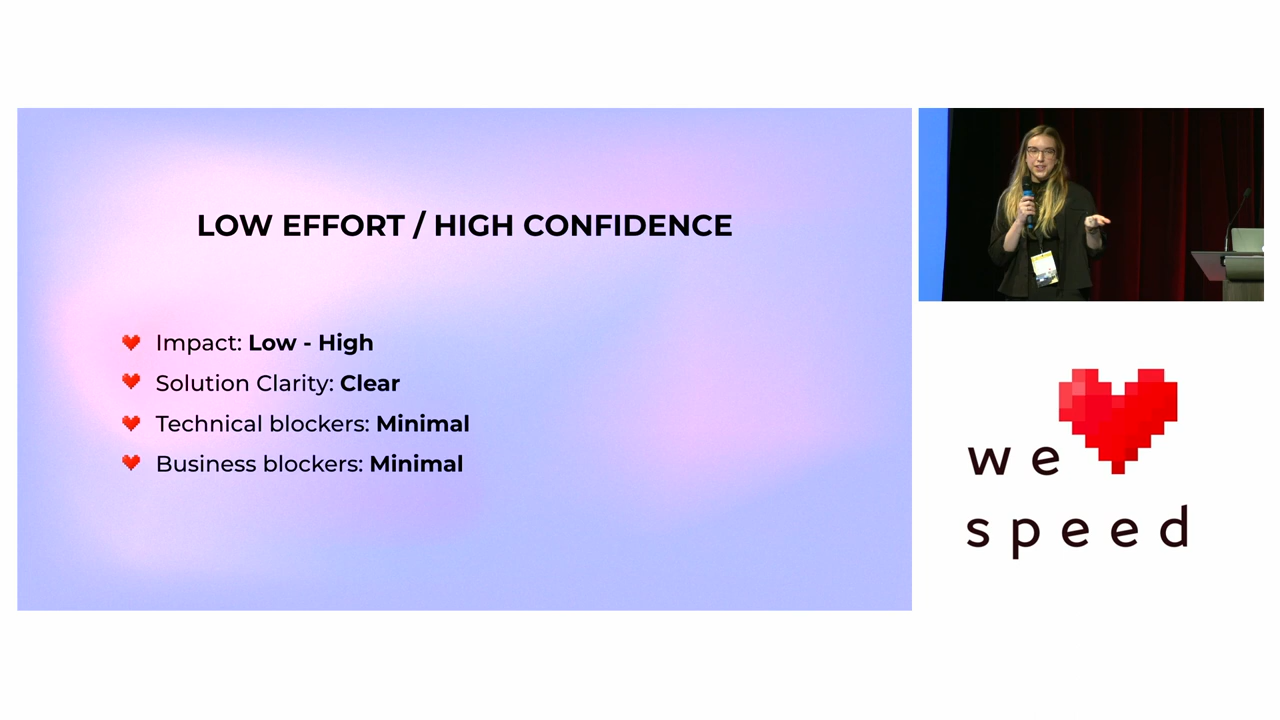 LOW EFFORT / HIGH CONFIDENCE
Impact: Low - High
Solution Clarity: Clear
Technical blockers: Minimal
Business blockers: Minimal
we
speed